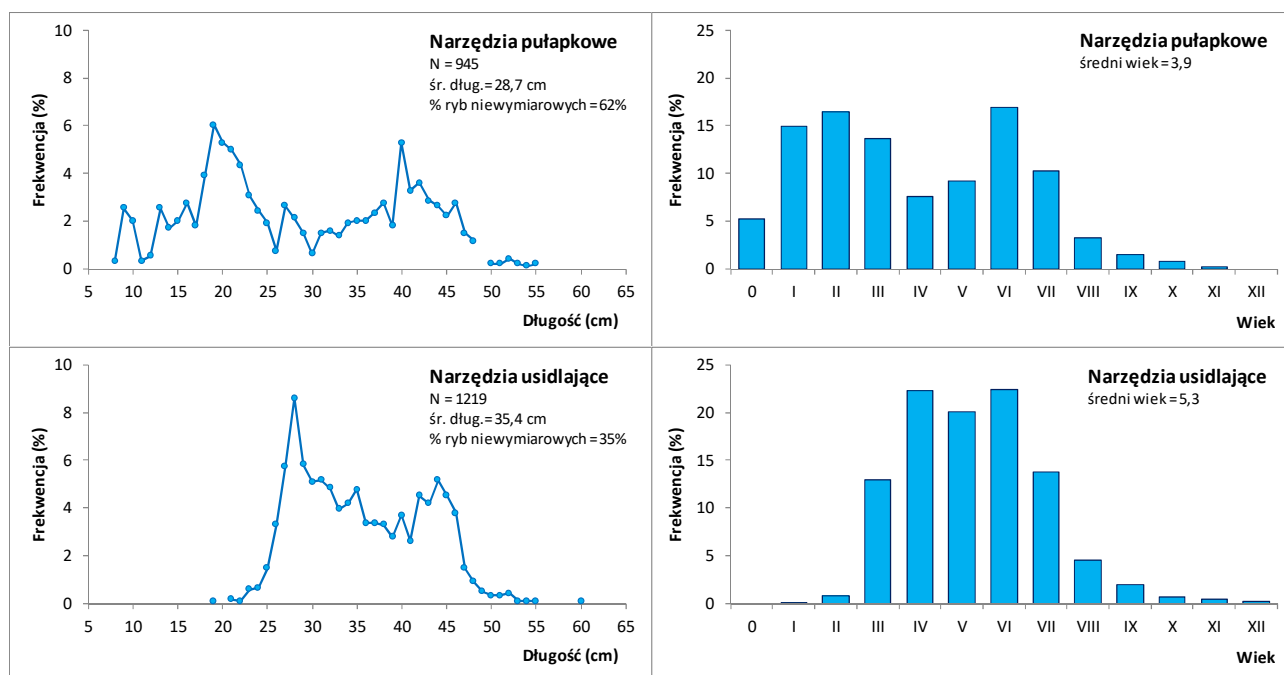 Narzędzia pułapkowe
N = 945
śr. dług.= 28,7 cm
% ryb niewymiarowych = 62%
Frekwencja (%)
10
8
6
4
2
0
5 10 15 20 25 30 35 40 45 50 55 60 65
Długość (cm)
Narzędzia pułapkowe
średni wiek = 3,9
Frekwencja (%)
25
20
15
10
5
0
0 I II III IV V VI VII VIII IX X XI XII
Wiek
Narzędzia usidlające
N = 1219
śr. dług.= 35,4 cm
% ryb niewymiarowych = 35%
Frekwencja (%)
10
8
6
4
2
0
5 10 15 20 25 30 35 40 45 50 55 60 65
Długość (cm)
Narzędzia usidlające
średni wiek = 5,3
Frekwencja (%)
25
20
15
10
5
0
0 I II III IV V VI VII VIII IX X XI XII
Wiek